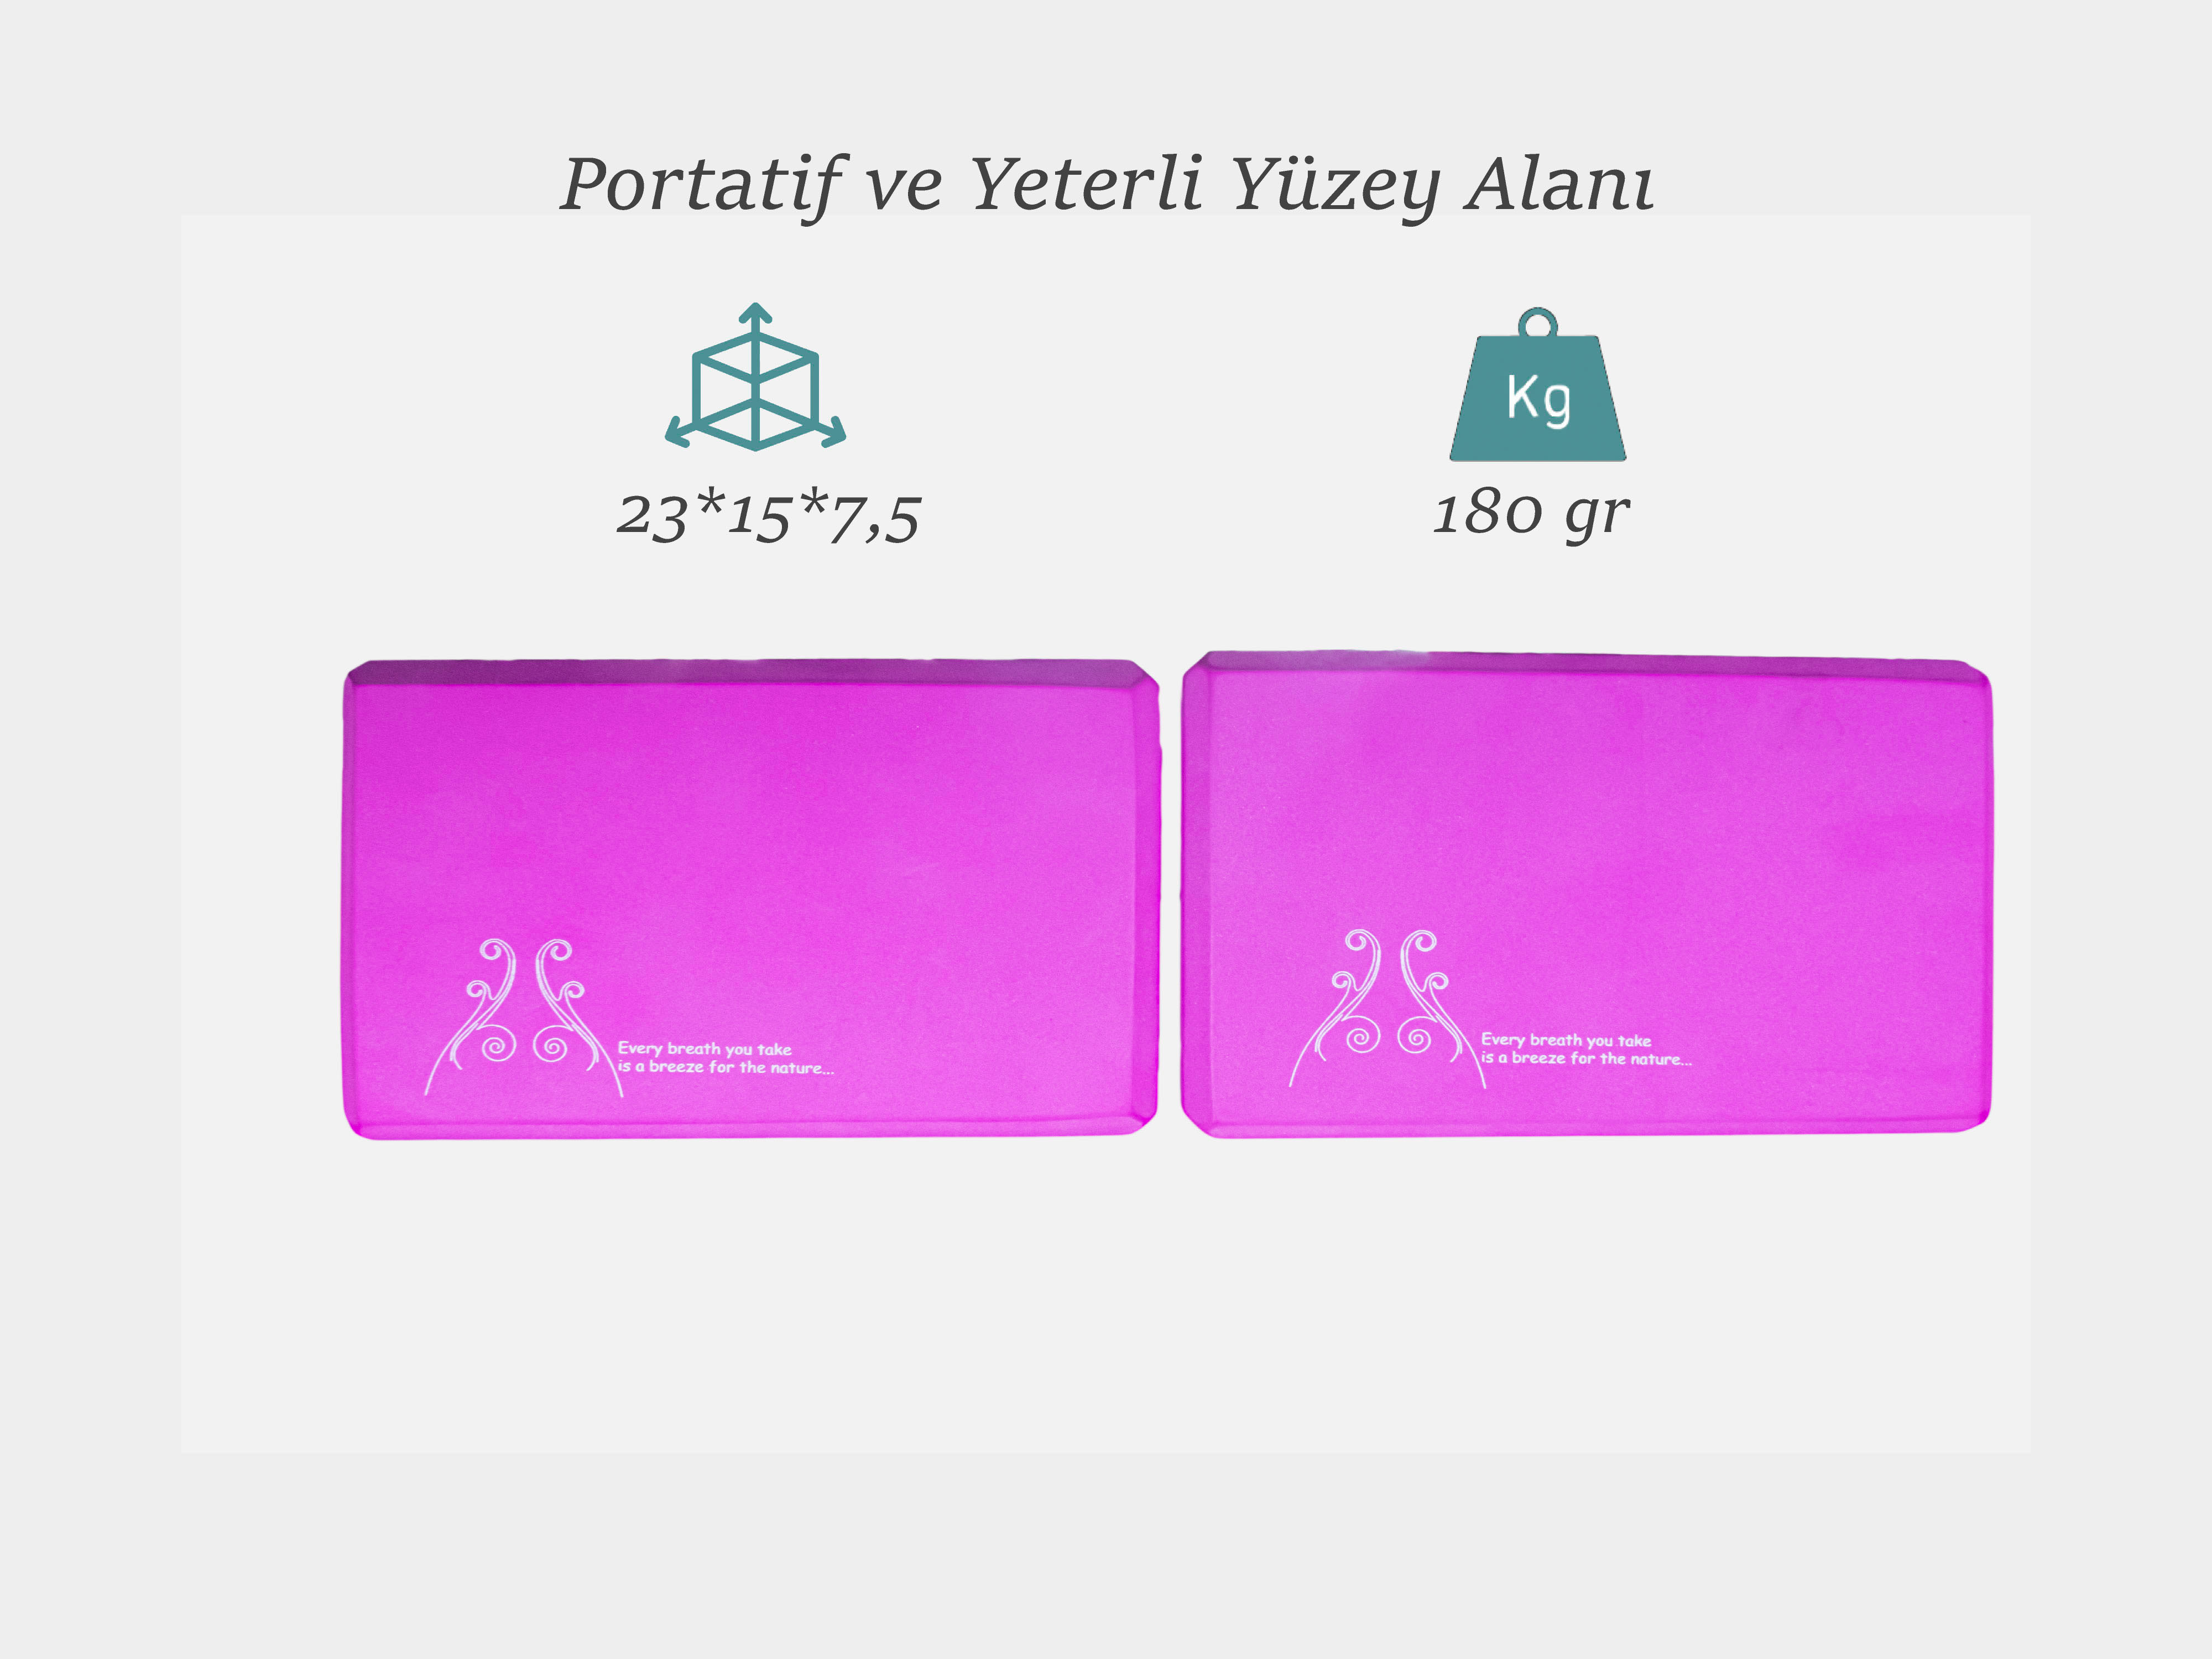 Portatif ve Yeterli Yüzey Alanı
Kg
23*15*7,5
180 gr
Every breath you take
is a breeze for the nature...
Every breath you take
is a breeze for the nature...